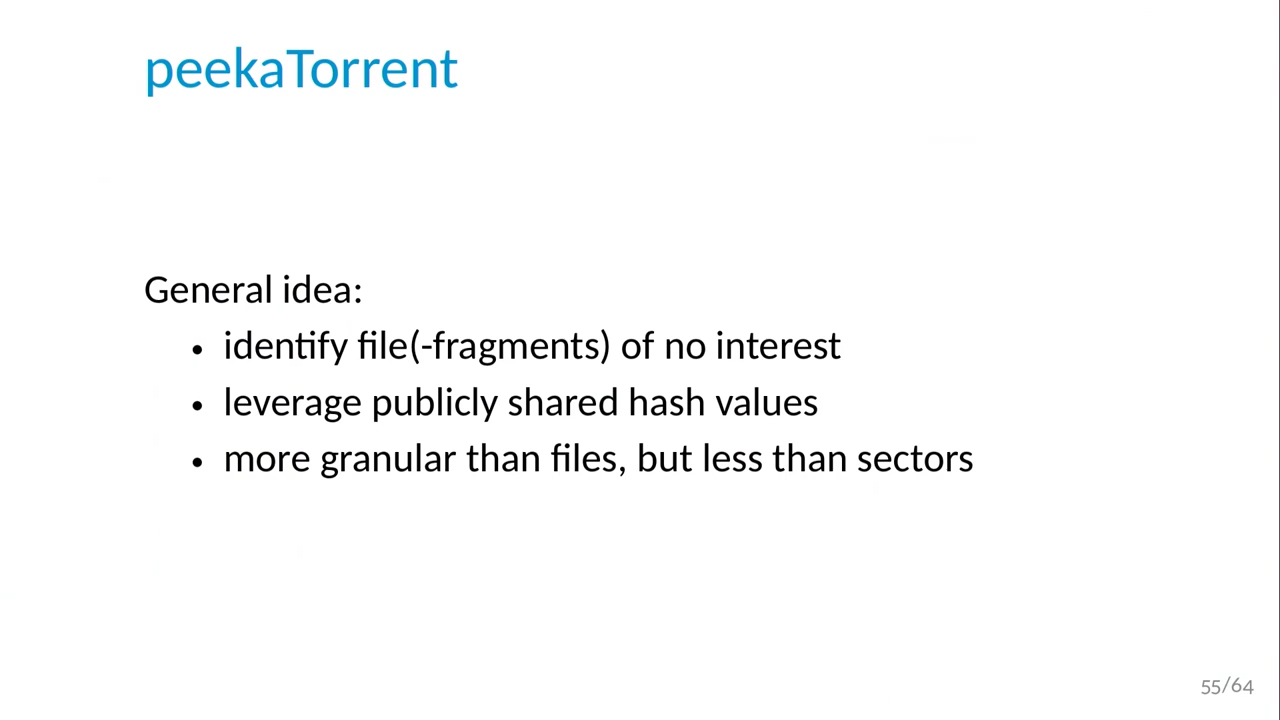 peekaTorrent
General idea:
• identify file(-fragments) of no interest
• leverage publicly shared hash values
• more granular than files, but less than sectors
55/64